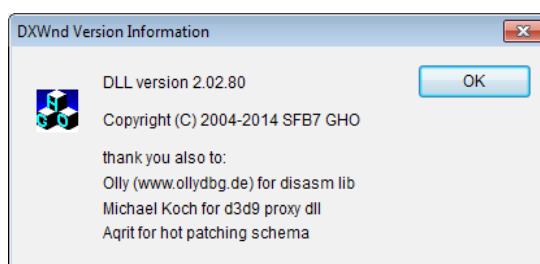 DXWnd Version Information
DLL version 2.02.80
OK
Copyright (C) 2004-2014 SFB7 GHO
thank you also to:
Olly (www.ollydbg.de) for disasm lib
Michael Koch for d3d9 proxy dll
Aqrit for hot patching schema